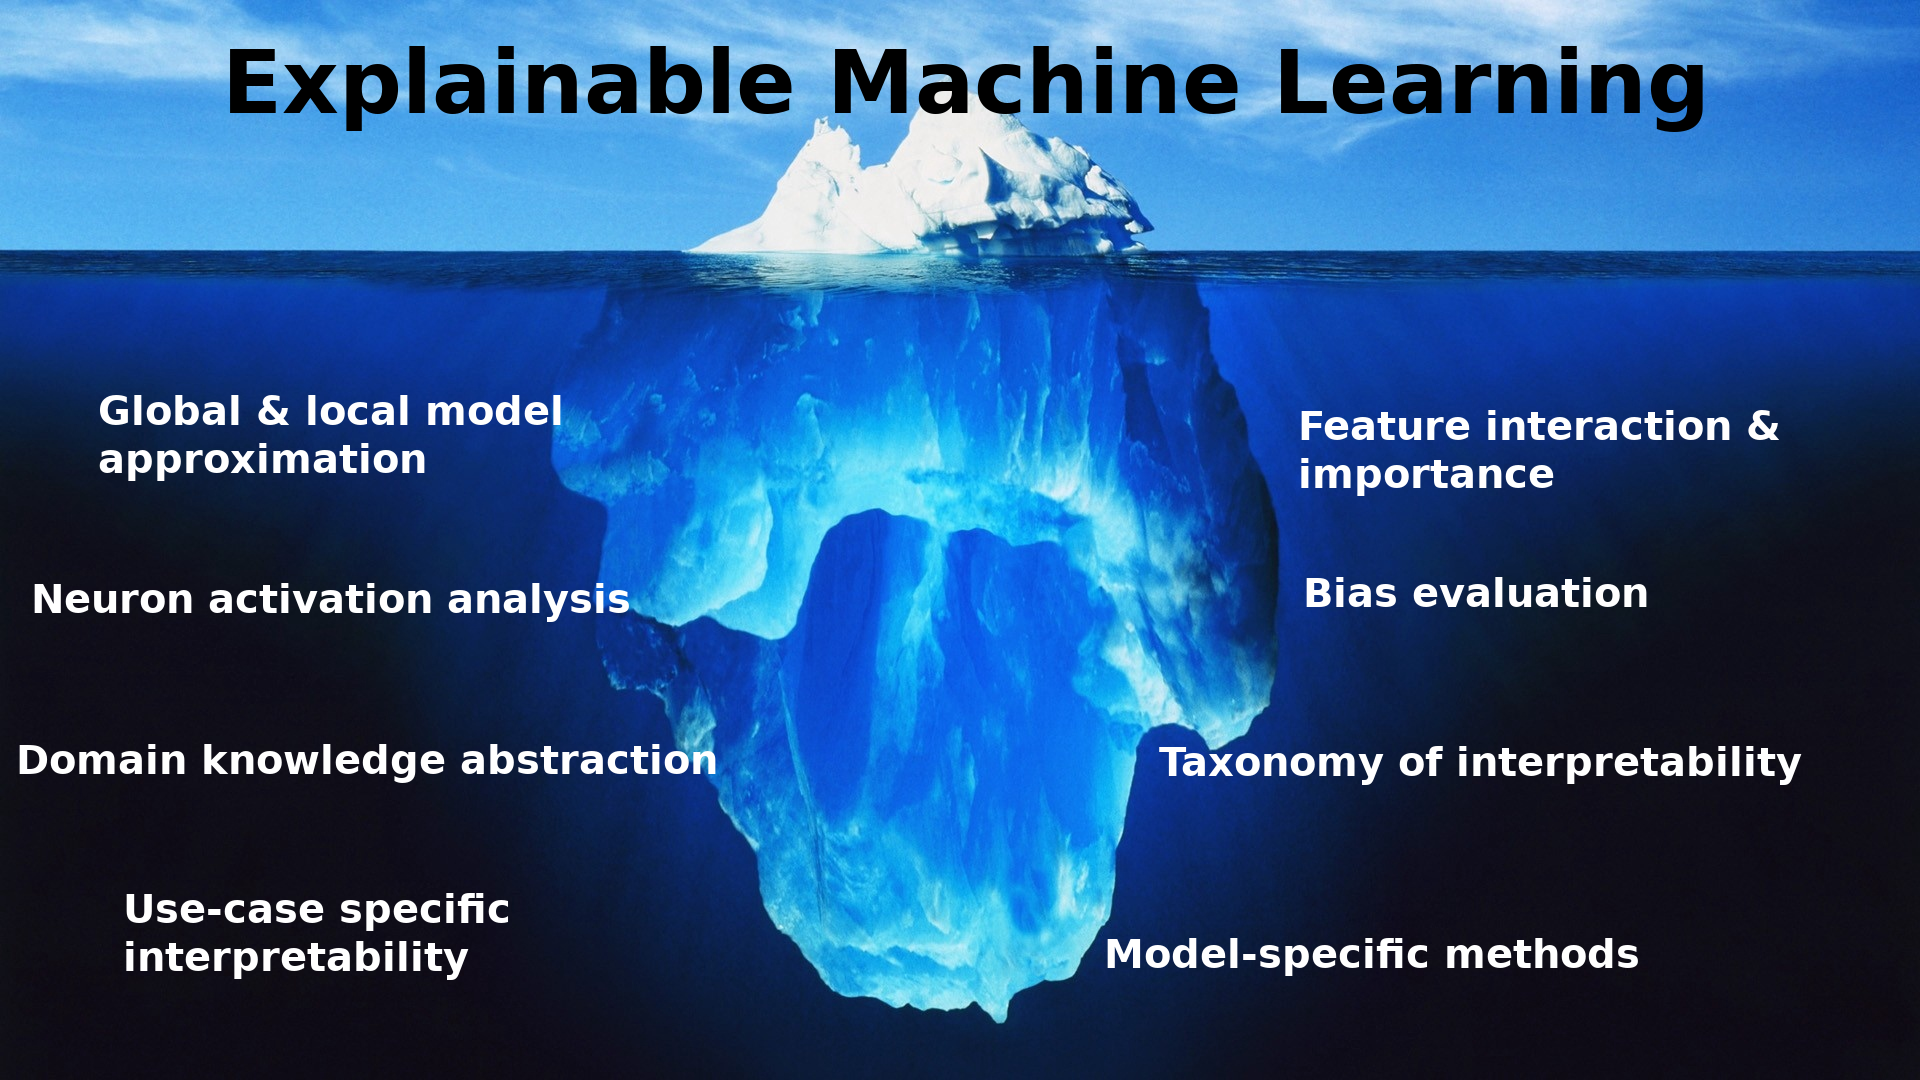 Explainable Machine Learning
Global & local model
approximation
Feature interaction &
importance
Neuron activation analysis
Bias evaluation
Domain knowledge abstraction
Taxonomy of interpretability
Use-case specific
interpretability
Model-specific methods